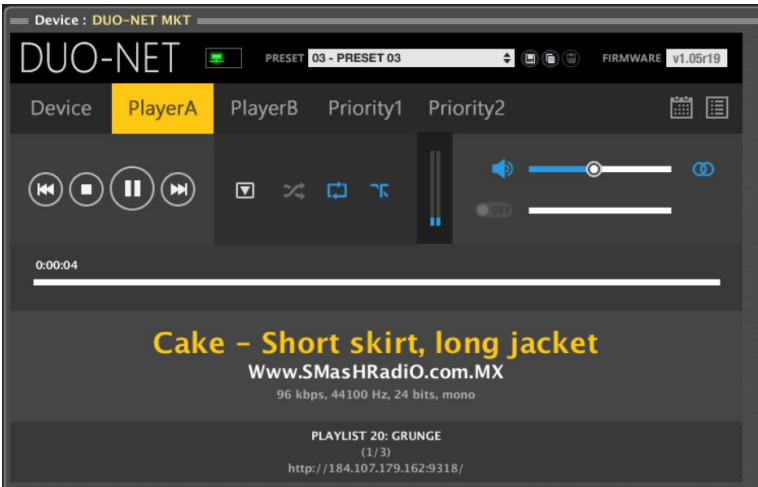 Device : DUO-NET MKT
DUO-NET PRESET 03 - PRESET 03 FIRMWARE v1.05r19
Device PlayerA PlayerB Priority1 Priority2
OFF
0:00:04
Cake - Short skirt, long jacket
Www.SMasHRadiO.com.MX
96 kbps, 44100 Hz, 24 bits, mono
PLAYLIST 20: GRUNGE
(1/3)
http://184.107.179.162:9318/